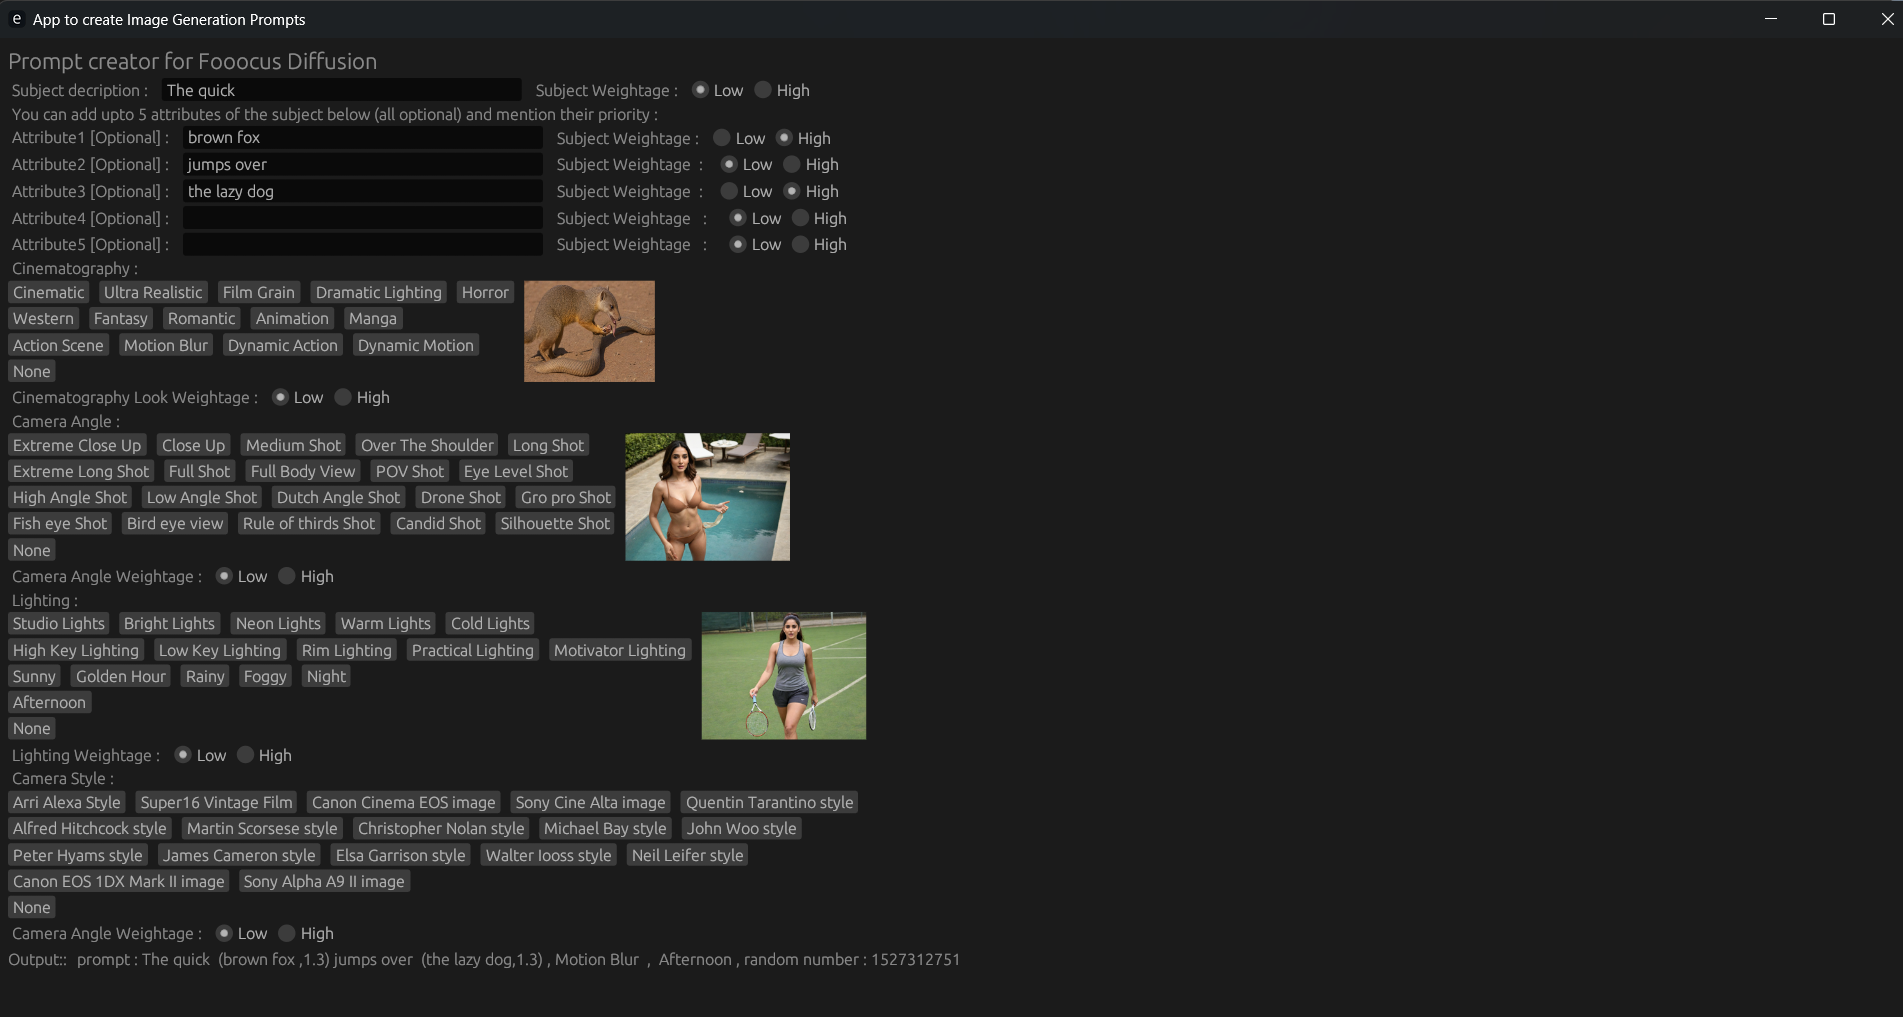 e App to create Image Generation Prompts
Prompt creator for Fooocus Diffusion
Subject decription : The quick Subject Weightage : Low High
You can add upto 5 attributes of the subject below (all optional) and mention their priority :
Attribute1 [Optional] : brown fox Subject Weightage : Low High
Attribute2 [Optional] : jumps over Subject Weightage : Low High
Attribute3 [Optional] : the lazy dog Subject Weightage : Low High
Attribute4 [Optional] : Subject Weightage : Low High
Attribute5 [Optional] : Subject Weightage : Low High
Cinematography :
Cinematic Ultra Realistic Film Grain Dramatic Lighting Horror
Western Fantasy Romantic Animation Manga
Action Scene Motion Blur Dynamic Action Dynamic Motion
None
Cinematography Look Weightage : Low High
Camera Angle :
Extreme Close Up Close Up Medium Shot Over The Shoulder Long Shot
Extreme Long Shot Full Shot Full Body View POV Shot Eye Level Shot
High Angle Shot Low Angle Shot Dutch Angle Shot Drone Shot Gro pro Shot
Fish eye Shot Bird eye view Rule of thirds Shot Candid Shot Silhouette Shot
None
Camera Angle Weightage : Low High
Lighting :
Studio Lights Bright Lights Neon Lights Warm Lights Cold Lights
High Key Lighting Low Key Lighting Rim Lighting Practical Lighting Motivator Lighting
Sunny Golden Hour Rainy Foggy Night
Afternoon
None
Lighting Weightage : Low High
Camera Style :
Arri Alexa Style Super16 Vintage Film Canon Cinema EOS image Sony Cine Alta image Quentin Tarantino style
Alfred Hitchcock style Martin Scorsese style Christopher Nolan style Michael Bay style John Woo style
Peter Hyams style James Cameron style Elsa Garrison style Walter Iooss style Neil Leifer style
Canon EOS 1DX Mark II image Sony Alpha A9 II image
None
Camera Angle Weightage : Low High
Output:: prompt : The quick (brown fox ,1.3) jumps over (the lazy dog,1.3) , Motion Blur , Afternoon , random number : 1527312751